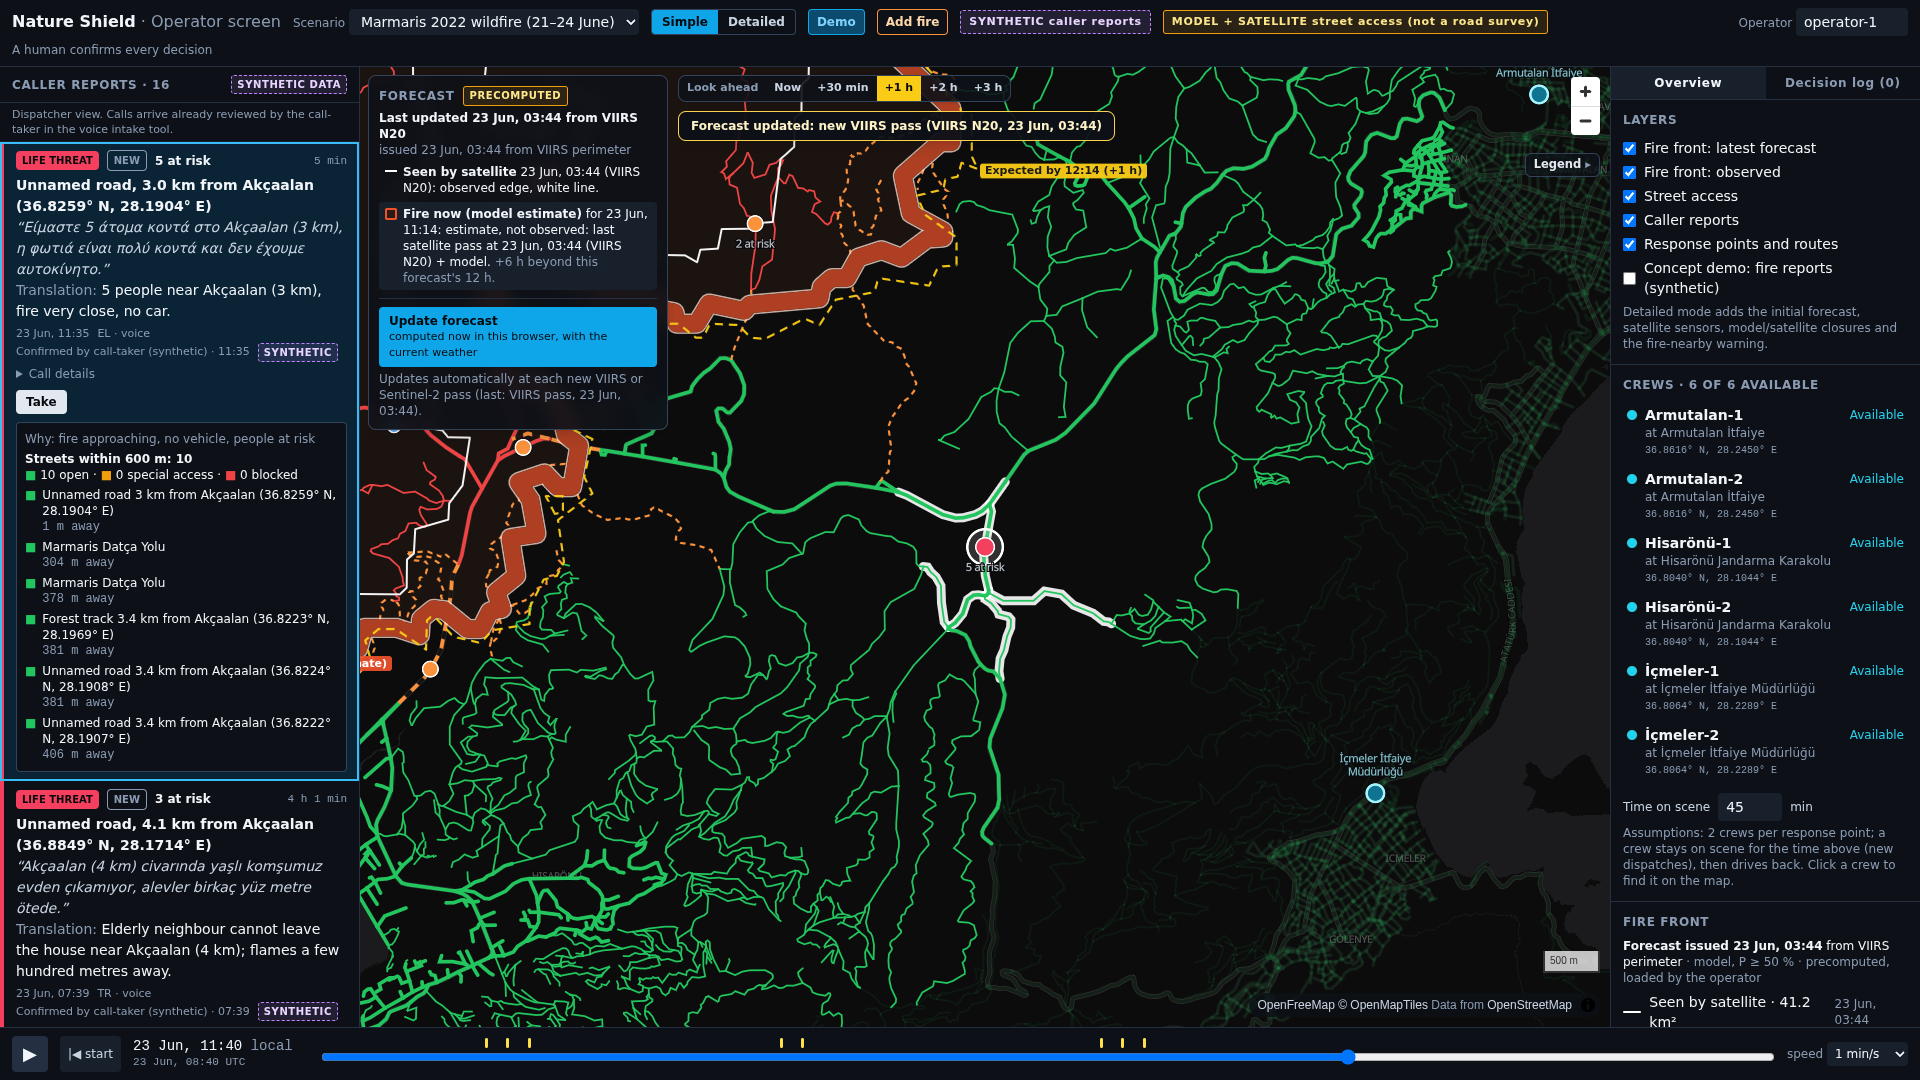 Nature Shield · Operator screen
Scenario
Marmaris 2022 wildfire (21–24 June)
Simple
Detailed
Demo
Add fire
SYNTHETIC caller reports
MODEL + SATELLITE street access (not a road survey)
Operator
operator-1
A human confirms every decision
CALLER REPORTS · 16
SYNTHETIC DATA
Dispatcher view. Calls arrive already reviewed by the call-
taker in the voice intake tool.
LIFE THREAT
NEW
5 at risk
5 min
Unnamed road, 3.0 km from Akçaalan
(36.8259° N, 28.1904° E)
“Είμαστε 5 άτομα κοντά στο Akçaalan (3 km),
η φωτιά είναι πολύ κοντά και δεν έχουμε
αυτοκίνητο.”
Translation: 5 people near Akçaalan (3 km),
fire very close, no car.
23 Jun, 11:35 EL · voice
Confirmed by call-taker (synthetic) · 11:35
SYNTHETIC
▶ Call details
Take
Why: fire approaching, no vehicle, people at risk
Streets within 600 m: 10
10 open · 0 special access · 0 blocked
Unnamed road 3 km from Akçaalan (36.8259° N,
28.1904° E)
1 m away
Marmaris Datça Yolu
304 m away
Marmaris Datça Yolu
378 m away
Forest track 3.4 km from Akçaalan (36.8223° N,
28.1969° E)
381 m away
Unnamed road 3.4 km from Akçaalan (36.8224°
N, 28.1908° E)
381 m away
Unnamed road 3.4 km from Akçaalan (36.8222°
N, 28.1907° E)
406 m away
LIFE THREAT
NEW
3 at risk
4 h 1 min
Unnamed road, 4.1 km from Akçaalan
(36.8849° N, 28.1714° E)
“Akçaalan (4 km) civarında yaşlı komşumuz
evden çıkamıyor, alevler birkaç yüz metre
ötede.”
Translation: Elderly neighbour cannot leave
the house near Akçaalan (4 km); flames a few
hundred metres away.
23 Jun, 07:39 TR · voice
Confirmed by call-taker (synthetic) · 07:39
SYNTHETIC
FORECAST
PRECOMPUTED
Last updated 23 Jun, 03:44 from VIIRS
N20
issued 23 Jun, 03:44 from VIIRS perimeter
Seen by satellite 23 Jun, 03:44 (VIIRS
N20): observed edge, white line.
Fire now (model estimate) for 23 Jun,
11:14: estimate, not observed: last
satellite pass at 23 Jun, 03:44 (VIIRS
N20) + model. +6 h beyond this
forecast's 12 h.
Update forecast
computed now in this browser, with the
current weather
Updates automatically at each new VIIRS or
Sentinel-2 pass (last: VIIRS pass, 23 Jun,
03:44).
Look ahead
Now
+30 min
+1 h
+2 h
+3 h
Forecast updated: new VIIRS pass (VIIRS N20, 23 Jun, 03:44)
Expected by 12:14 (+1 h)
2 at risk
5 at risk
ate)
Armutalan İtfaiye
+
−
Legend ▸
İçmeler İtfaiye
Müdürlüğü
HİSARÖNÜ
İÇMELER
GÖLENYE
ATATÜRK CADDESİ
500 m
OpenFreeMap © OpenMapTiles Data from OpenStreetMap
Overview
Decision log (0)
LAYERS
Fire front: latest forecast
Fire front: observed
Street access
Caller reports
Response points and routes
Concept demo: fire reports
(synthetic)
Detailed mode adds the initial forecast,
satellite sensors, model/satellite closures and
the fire-nearby warning.
CREWS · 6 OF 6 AVAILABLE
Armutalan-1
Available
at Armutalan İtfaiye
36.8616° N, 28.2450° E
Armutalan-2
Available
at Armutalan İtfaiye
36.8616° N, 28.2450° E
Hisarönü-1
Available
at Hisarönü Jandarma Karakolu
36.8040° N, 28.1044° E
Hisarönü-2
Available
at Hisarönü Jandarma Karakolu
36.8040° N, 28.1044° E
İçmeler-1
Available
at İçmeler İtfaiye Müdürlüğü
36.8064° N, 28.2289° E
İçmeler-2
Available
at İçmeler İtfaiye Müdürlüğü
36.8064° N, 28.2289° E
Time on scene 45 min
Assumptions: 2 crews per response point; a
crew stays on scene for the time above (new
dispatches), then drives back. Click a crew to
find it on the map.
FIRE FRONT
Forecast issued 23 Jun, 03:44 from VIIRS
perimeter · model, P ≥ 50 % · precomputed,
loaded by the operator
Seen by satellite · 41.2
km²
23 Jun,
03:44
▶
|◀ start
23 Jun, 11:40 local
23 Jun, 08:40 UTC
speed
1 min/s